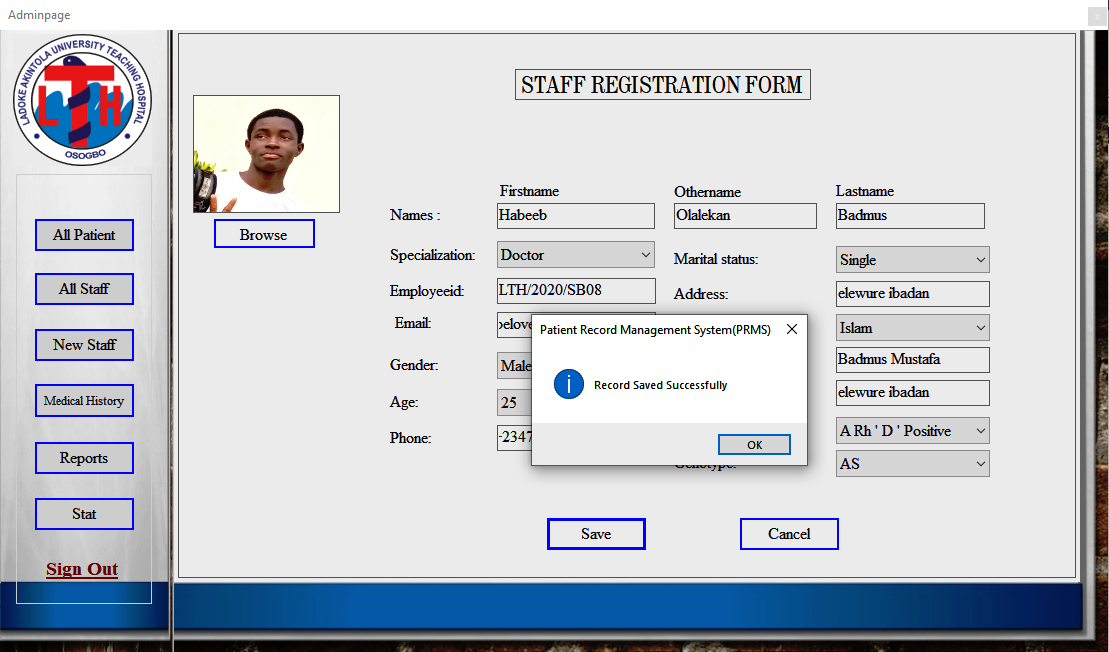 Adminpage
LADOKE AKINTOLA UNIVERSITY TEACHING HOSPITAL
LTH
OSOGBO
All Patient
All Staff
New Staff
Medical History
Reports
Stat
Sign Out
STAFF REGISTRATION FORM
Browse
Firstname Othername Lastname
Names : Habeeb Olalekan Badmus
Specialization: Doctor Marital status: Single
Employeeid: LTH/2020/SB08 Address: elewure ibadan
Email: Islam
Gender: Male Badmus Mustafa
Age: 25 elewure ibadan
Phone: -2347 A Rh ' D ' Positive
Genotype: AS
Patient Record Management System(PRMS)
Record Saved Successfully
OK
Save Cancel